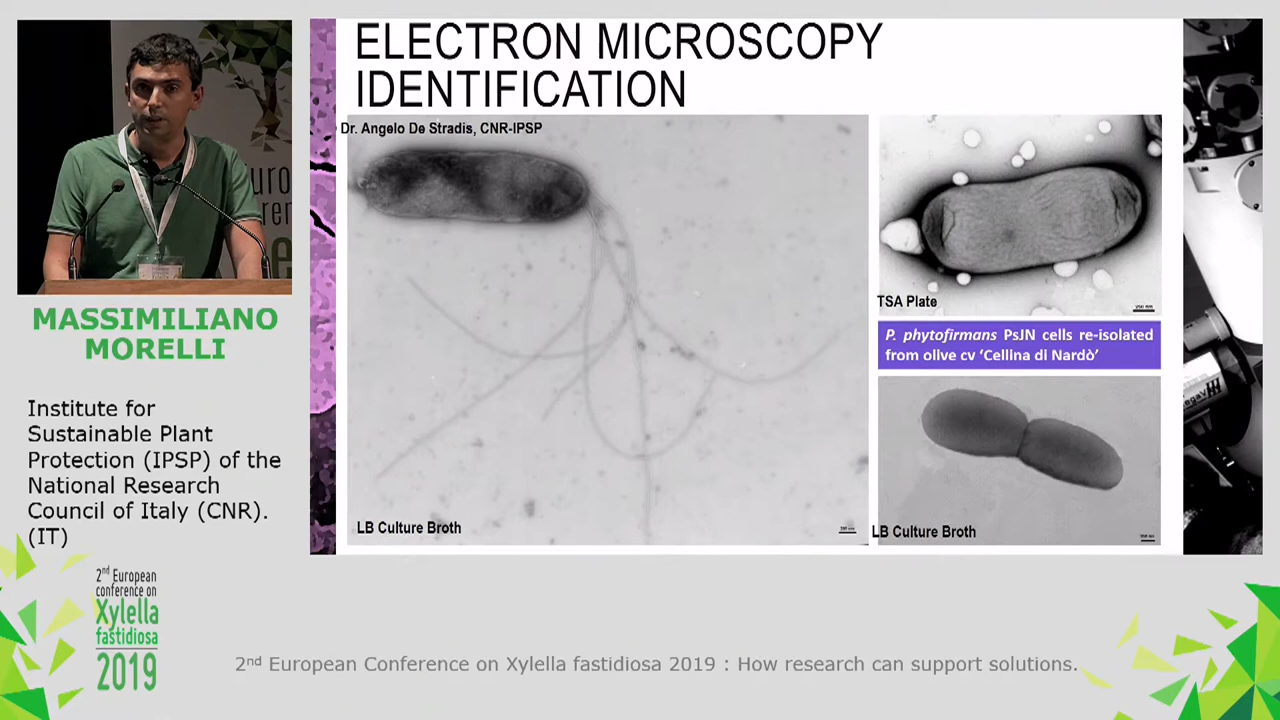 ELECTRON MICROSCOPY
IDENTIFICATION
Dr. Angelo De Stradis, CNR-IPSP
LB Culture Broth
TSA Plate
P. phytofirmans PsJN cells re-isolated
from olive cv ‘Cellina di Nardò’
LB Culture Broth
MASSIMILIANO
MORELLI
Institute for
Sustainable Plant
Protection (IPSP) of the
National Research
Council of Italy (CNR).
(IT)
2nd European
conference on
Xylella
fastidiosa
2019
2nd European Conference on Xylella fastidiosa 2019 : How research can support solutions.